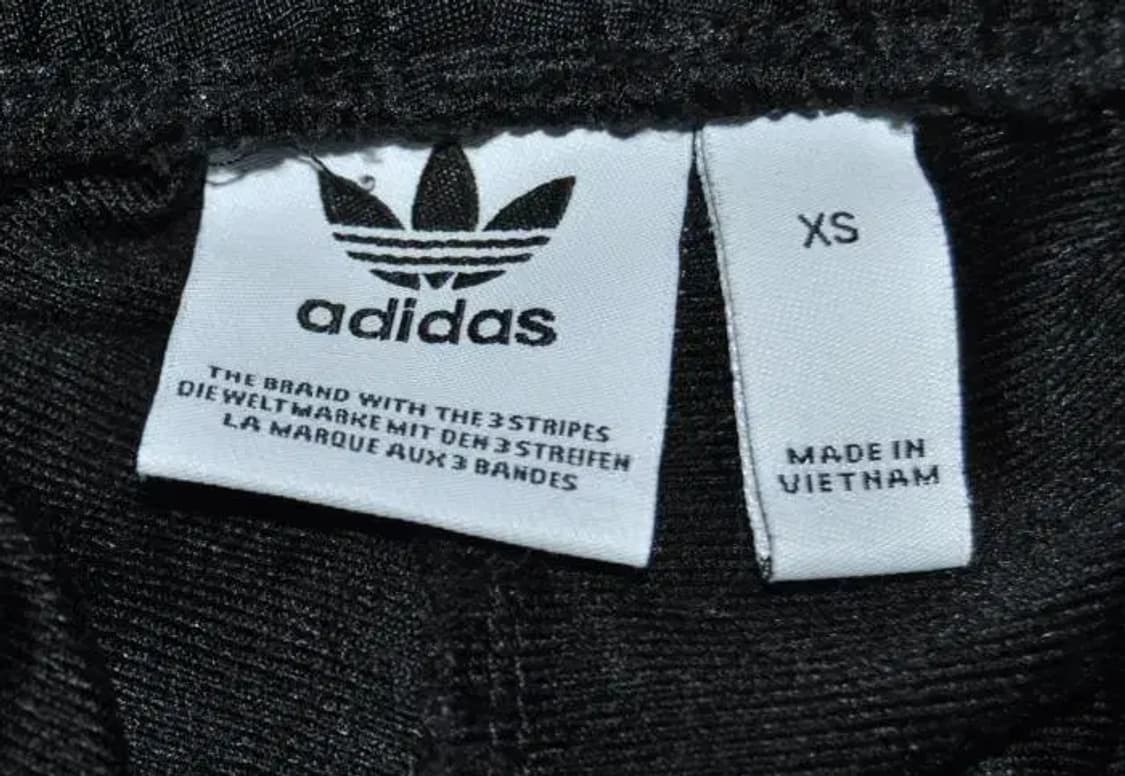 adidas
THE BRAND WITH THE 3 STRIPES
DIE WELTMARKE MIT DEN 3 STREIFEN
LA MARQUE AUX 3 BANDES
XS
MADE IN
VIETNAM